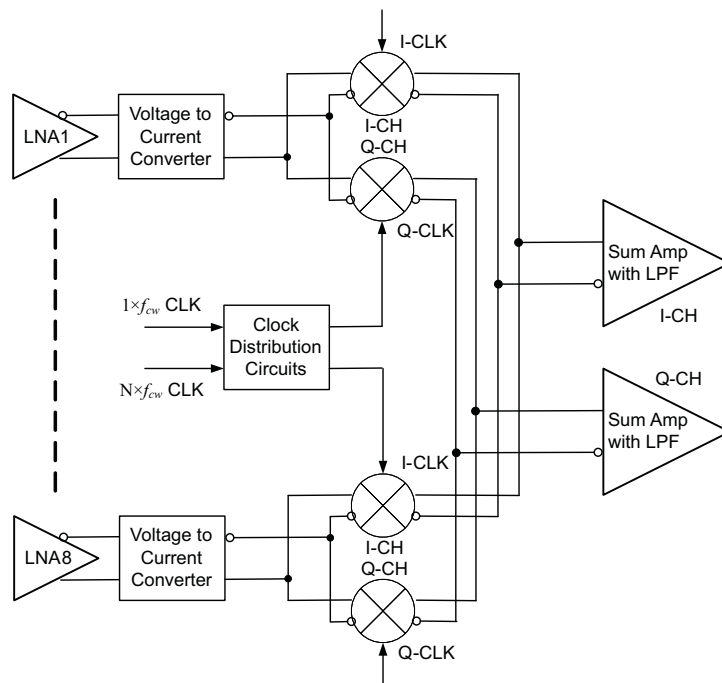 I-CLK
LNA1
Voltage to
Current
Converter
I-CH
Q-CH
Q-CLK
Sum Amp
with LPF
I-CH
1×fcw CLK
Clock
Distribution
Circuits
N×fcw CLK
Q-CH
Sum Amp
with LPF
I-CLK
LNA8
Voltage to
Current
Converter
I-CH
Q-CH
Q-CLK